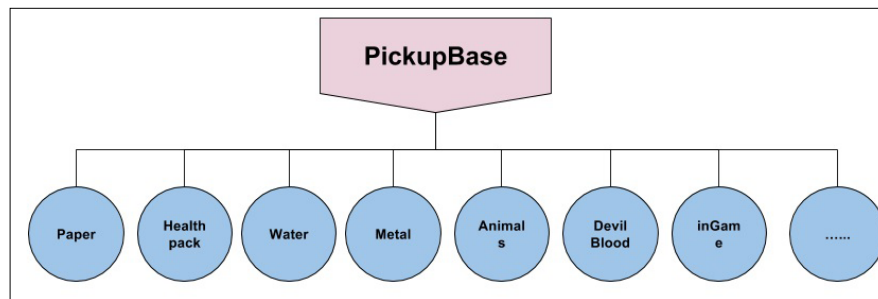 PickupBase
Paper
Health
pack
Water
Metal
Animal
s
Devil
Blood
inGam
e
......